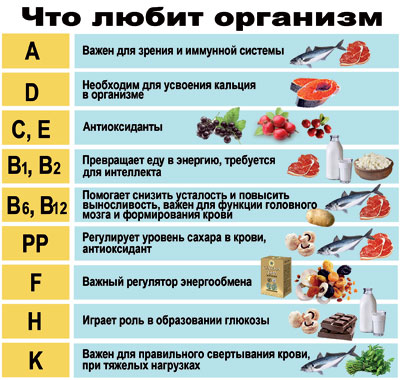 Что любит организм
A
Важен для зрения и иммунной системы
D
Необходим для усвоения кальция
в организме
C, E
Антиоксиданты
B1, B2
Превращает еду в энергию, требуется
для интеллекта
B6, B12
Помогает снизить усталость и повысить
выносливость, важен для функции головного
мозга и формирования крови
PP
Регулирует уровень сахара в крови,
антиоксидант
F
Важный регулятор энергообмена
H
Играет роль в образовании глюкозы
K
Важен для правильного свертывания крови,
при тяжелых нагрузках